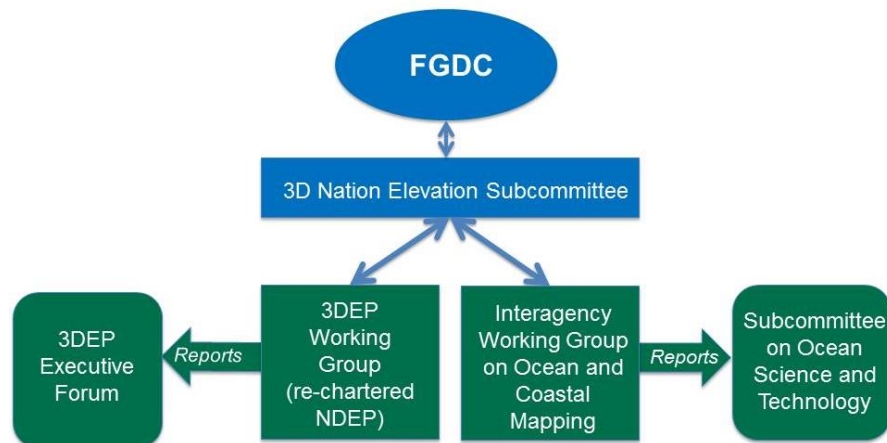 FGDC
3D Nation Elevation Subcommittee
3DEP
Executive
Forum
Reports
3DEP
Working
Group
(re-chartered
NDEP)
Interagency
Working Group
on Ocean and
Coastal
Mapping
Reports
Subcommittee
on Ocean
Science and
Technology